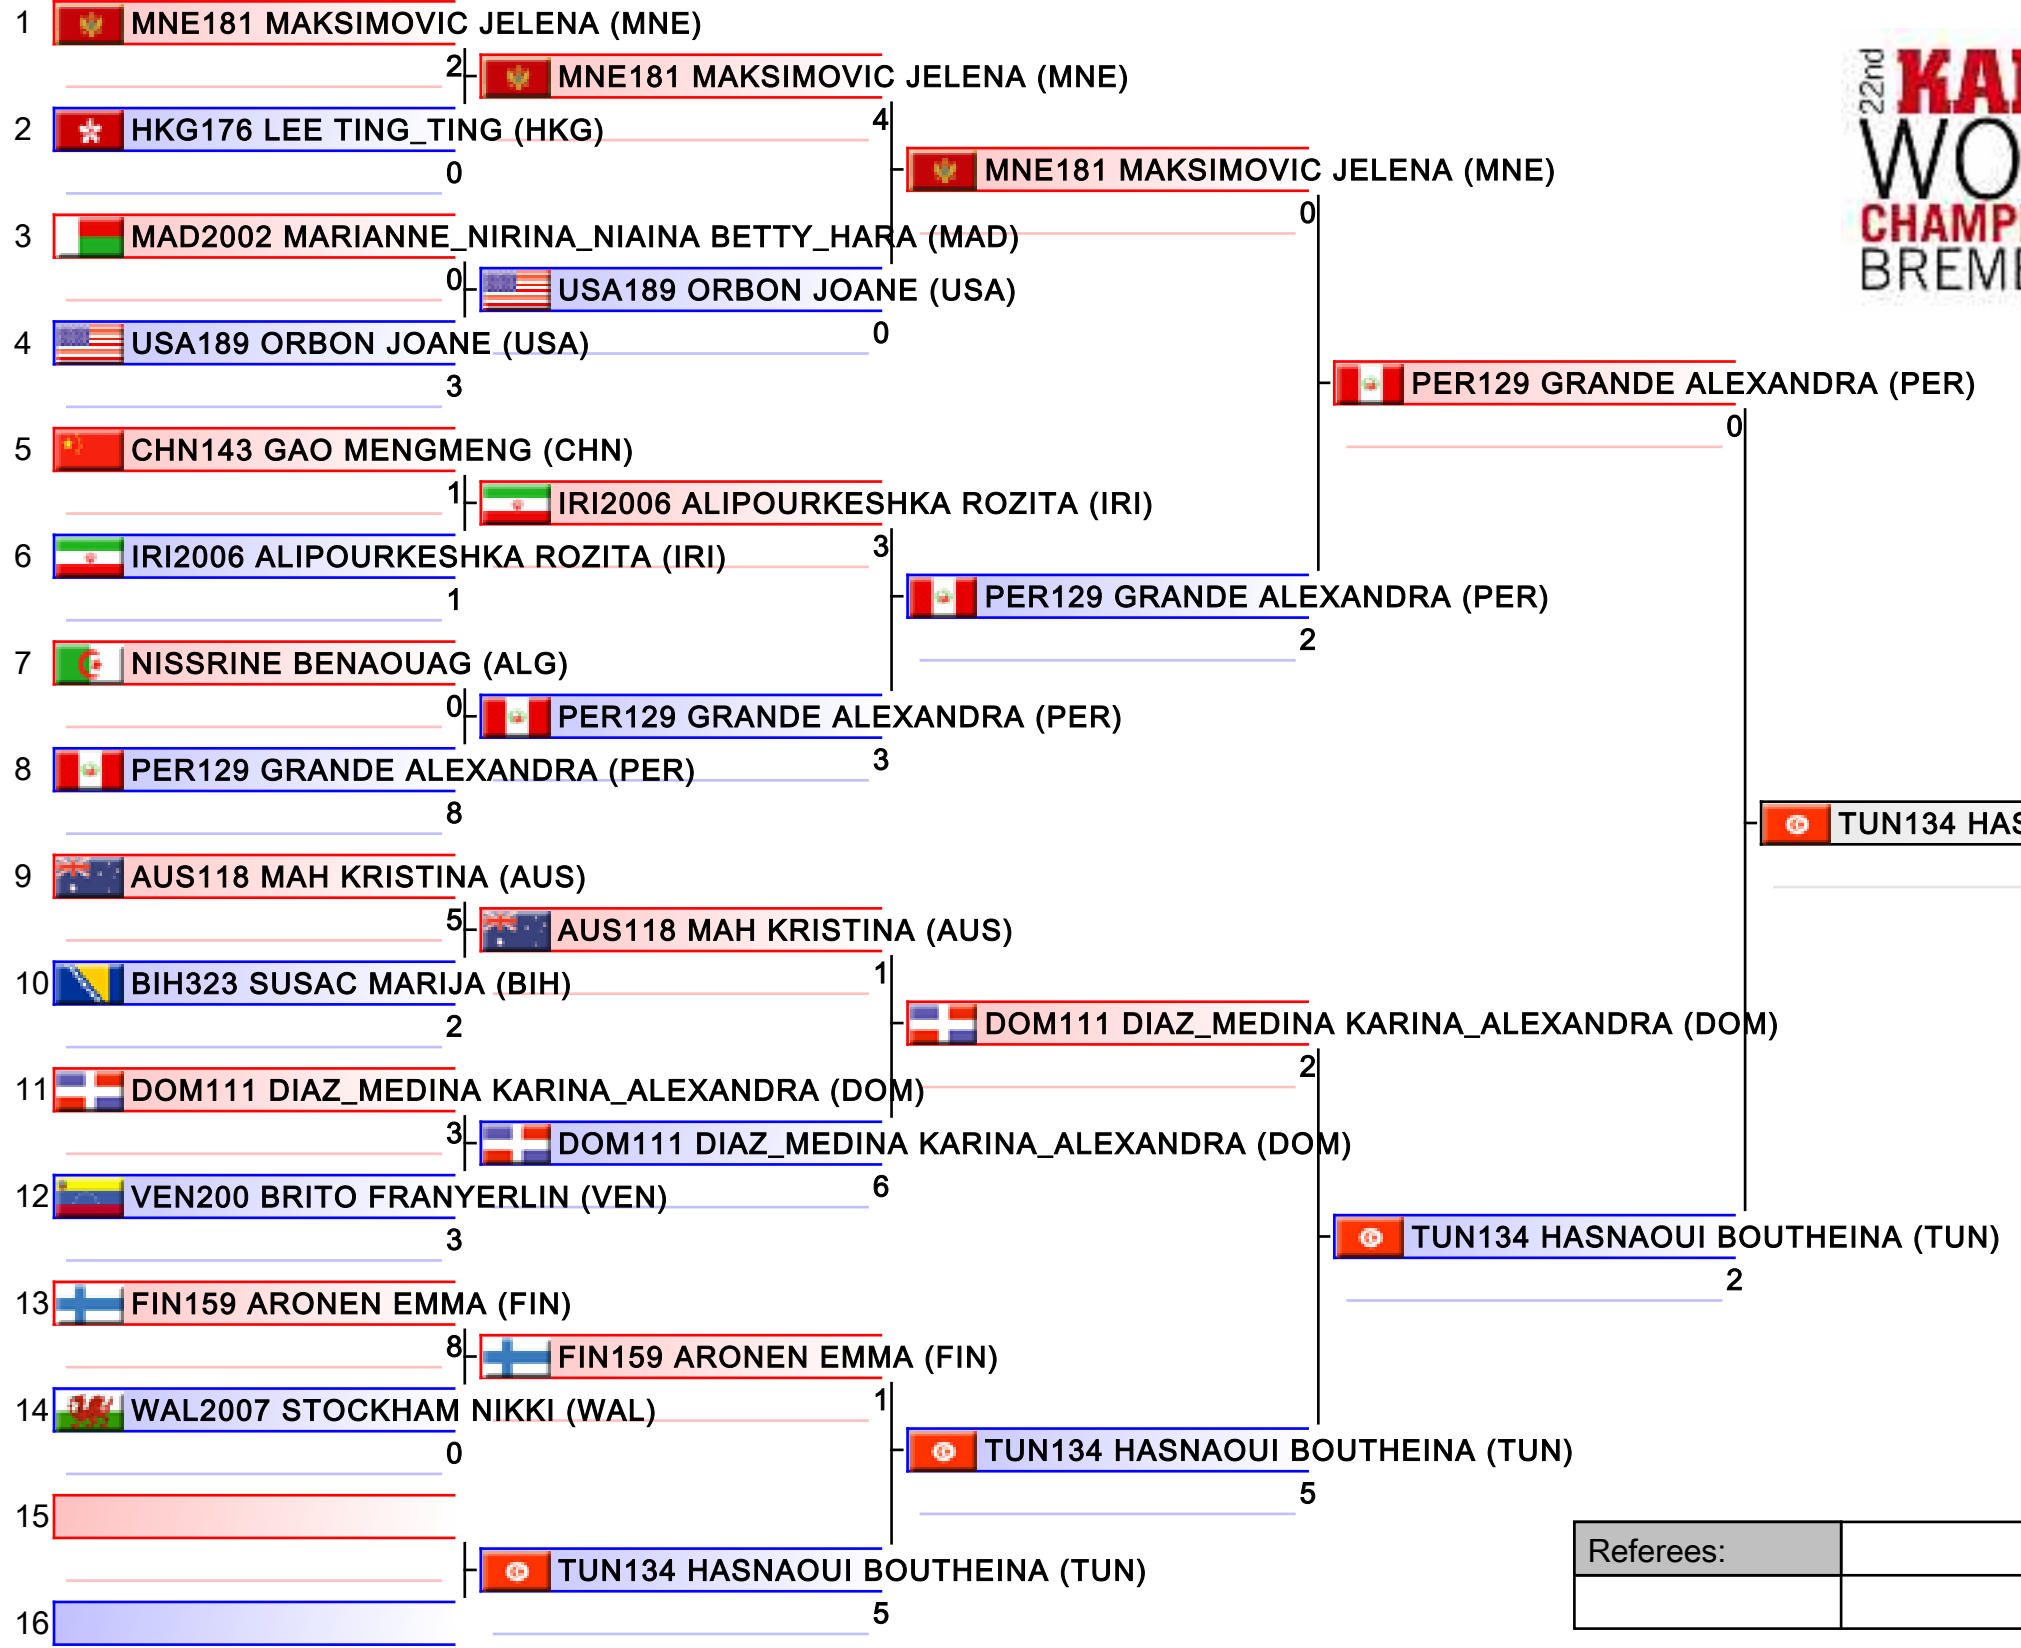 1 MNE181 MAKSIMOVIC JELENA (MNE)
2
MNE181 MAKSIMOVIC JELENA (MNE)
4
2 HKG176 LEE TING_TING (HKG)
0
MNE181 MAKSIMOVIC JELENA (MNE)
0
3 MAD2002 MARIANNE_NIRINA_NIAINA BETTY_HARA (MAD)
0
USA189 ORBON JOANE (USA)
0
4 USA189 ORBON JOANE (USA)
3
PER129 GRANDE ALEXANDRA (PER)
0
5 CHN143 GAO MENGMENG (CHN)
1
IRI2006 ALIPOURKESHKA ROZITA (IRI)
3
6 IRI2006 ALIPOURKESHKA ROZITA (IRI)
1
PER129 GRANDE ALEXANDRA (PER)
2
7 NISSRINE BENAOUAG (ALG)
0
PER129 GRANDE ALEXANDRA (PER)
3
8 PER129 GRANDE ALEXANDRA (PER)
8
TUN134 HAS
9 AUS118 MAH KRISTINA (AUS)
5
AUS118 MAH KRISTINA (AUS)
1
10 BIH323 SUSAC MARIJA (BIH)
2
DOM111 DIAZ_MEDINA KARINA_ALEXANDRA (DOM)
2
11 DOM111 DIAZ_MEDINA KARINA_ALEXANDRA (DOM)
3
DOM111 DIAZ_MEDINA KARINA_ALEXANDRA (DOM)
6
12 VEN200 BRITO FRANYERLIN (VEN)
3
TUN134 HASNAOUI BOUTHEINA (TUN)
2
13 FIN159 ARONEN EMMA (FIN)
8
FIN159 ARONEN EMMA (FIN)
1
14 WAL2007 STOCKHAM NIKKI (WAL)
0
TUN134 HASNAOUI BOUTHEINA (TUN)
5
15
TUN134 HASNAOUI BOUTHEINA (TUN)
5
16
22nd
KA
WO
CHAMP
BREM
Referees: